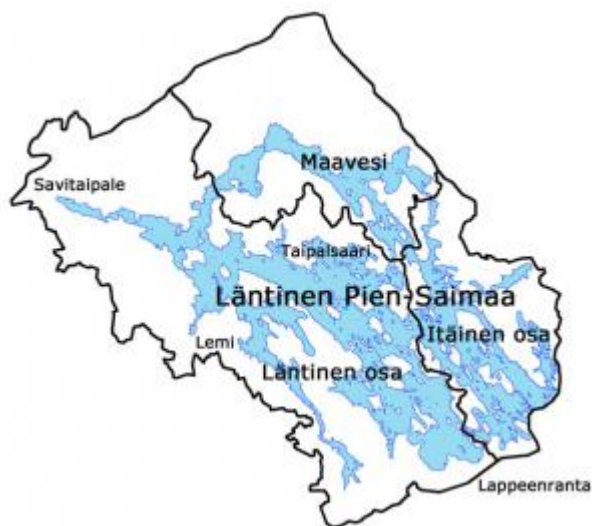 Maavesi
Savitaipale
Taipalsaari
Läntinen Pien-Saimaa
Itäinen osa
Lemi
Läntinen osa
Lappeenranta